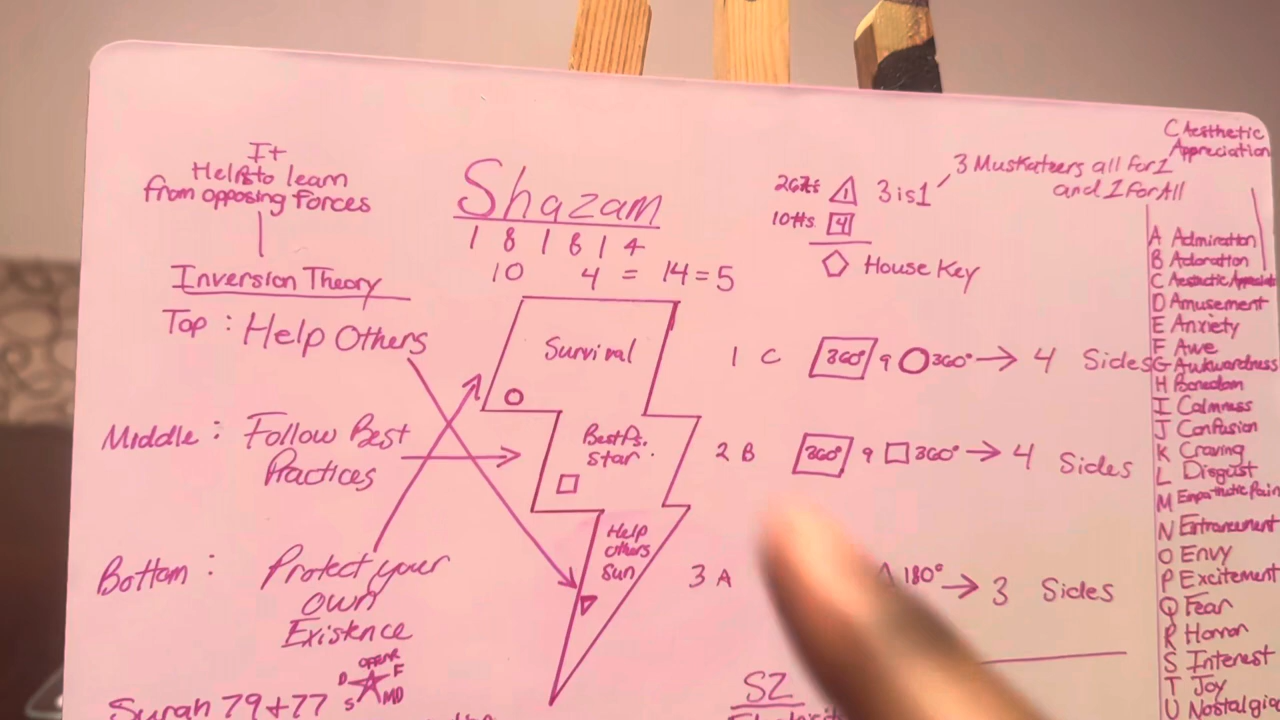 It
Helps to learn
from opposing forces
Inversion Theory
Top : Help Others
Middle : Follow Best
Practices
Bottom : Protect your
own
Existence
Surah 79+77
D
F
S
MD
Shazam
1 8 1 8 1 4
10 4 = 14 = 5
Survival
Best Ps.
star
Help
others
Sun
1 3 is 1
3 Musketeers all for 1
and 1 for All
10Hs 4
House Key
1 C 360° 9 360° → 4 Sides
2 B 360° 9 360° → 4 Sides
3 A 180° → 3 Sides
SZ
C Aesthetic
Appreciation
A Admiration
B Adoration
C Aesthetic
D Amusement
E Anxiety
F Awe
G Awkwardness
H Boredom
I Calmness
J Confusion
K Craving
L Disgust
M Empathetic Pain
N Entrancement
O Envy
P Excitement
Q Fear
R Horror
S Interest
T Joy
U Nostalgia